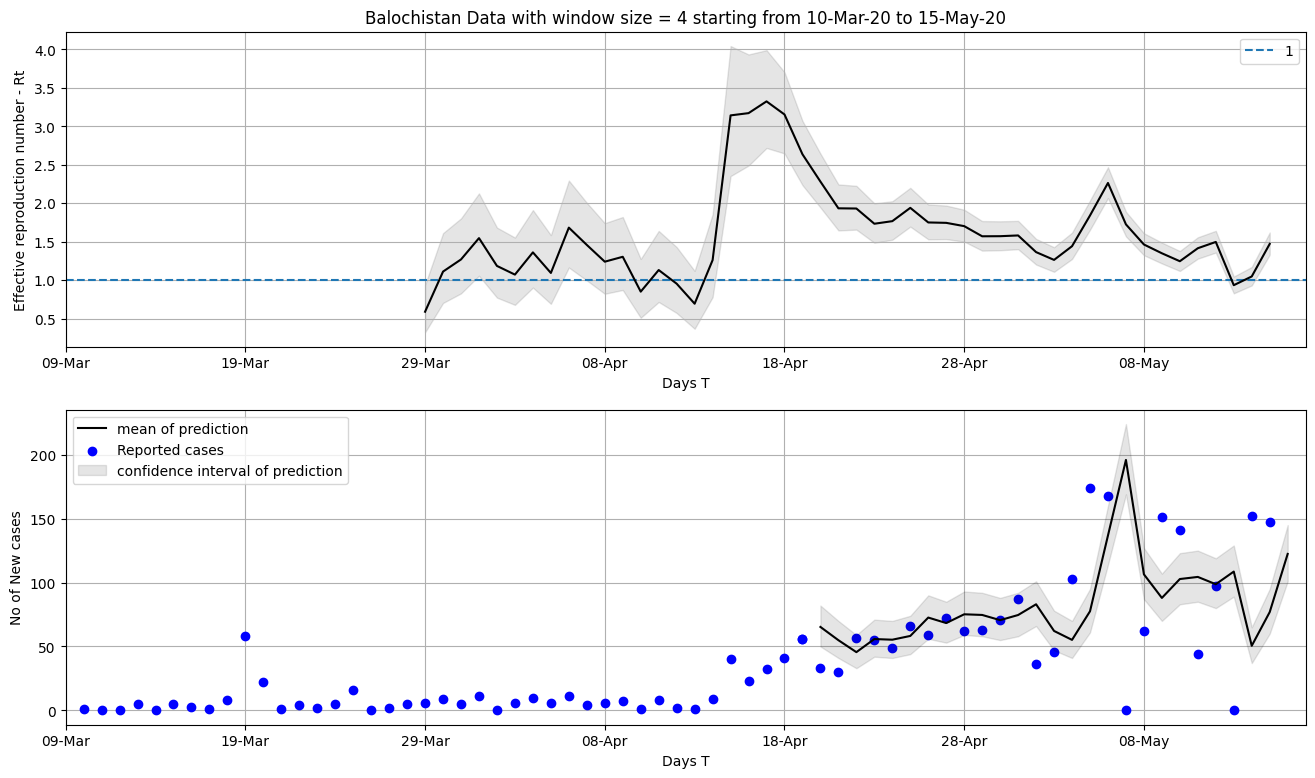 Balochistan Data with window size = 4 starting from 10-Mar-20 to 15-May-20
Effective reproduction number - Rt
4.0
3.5
3.0
2.5
2.0
1.5
1.0
0.5
1
09-Mar
19-Mar
29-Mar
08-Apr
18-Apr
28-Apr
08-May
Days T
No of New cases
200
150
100
50
0
mean of prediction
Reported cases
confidence interval of prediction
09-Mar
19-Mar
29-Mar
08-Apr
18-Apr
28-Apr
08-May
Days T